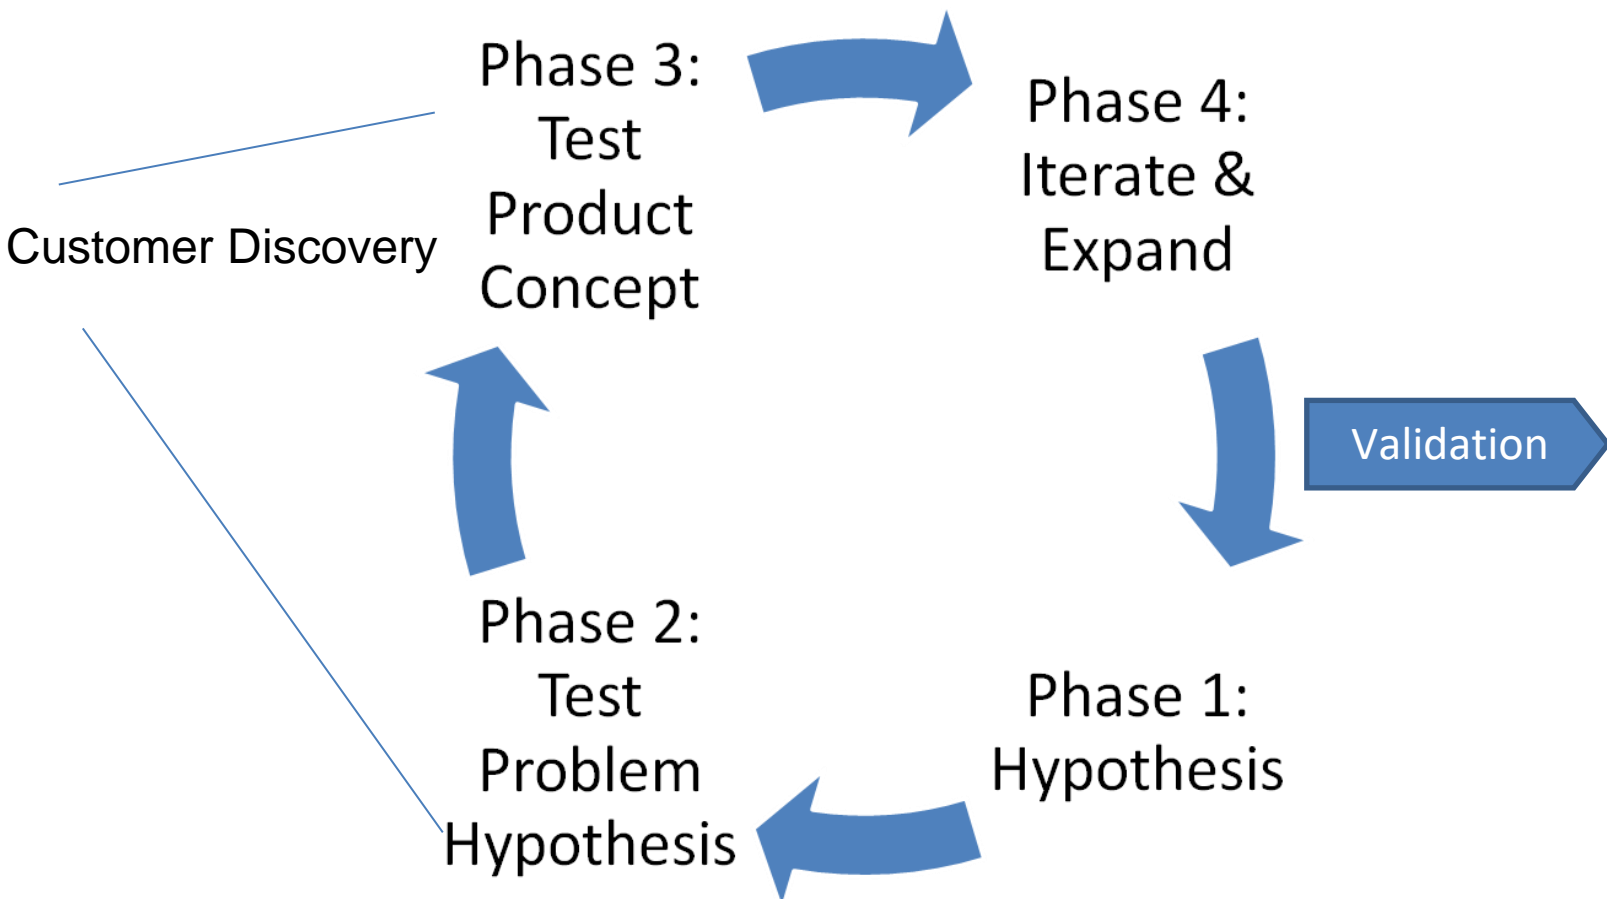 Phase 3:
Test
Product
Concept
Phase 4:
Iterate &
Expand
Customer Discovery
Validation
Phase 2:
Test
Problem
Hypothesis
Phase 1:
Hypothesis